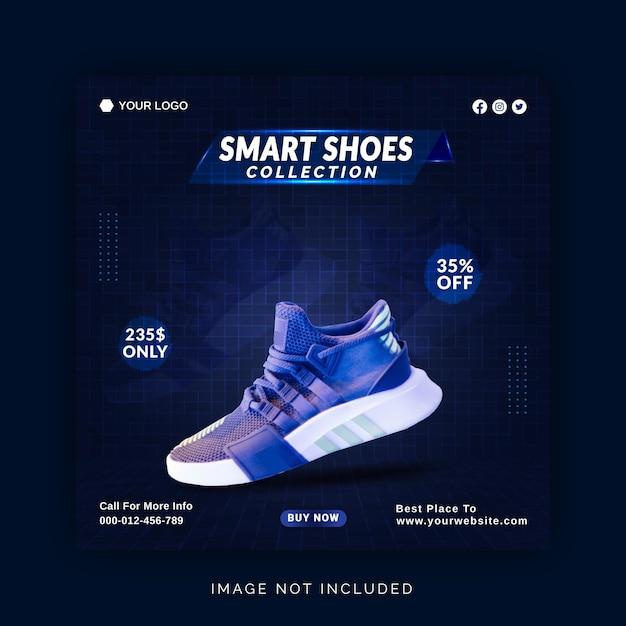 YOUR LOGO
SMART SHOES
COLLECTION
35%
OFF
235$
ONLY
Call For More Info
000-012-456-789
BUY NOW
Best Place To
www.yourwebsite.com
IMAGE NOT INCLUDED